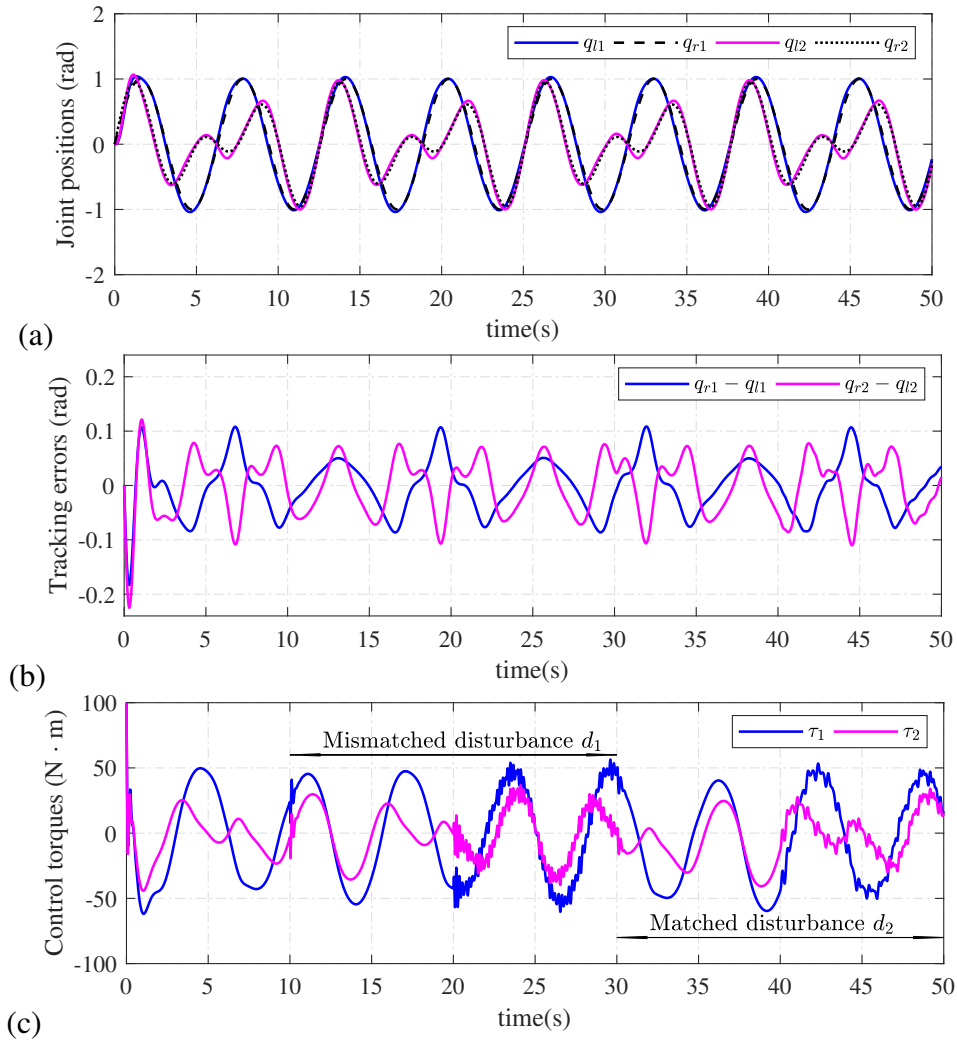 q_{l1} q_{r1} q_{l2} q_{r2}
Joint positions (rad)
2
1
0
-1
-2
0 5 10 15 20 25 30 35 40 45 50
time(s)
(a)
q_{r1} − q_{l1} q_{r2} − q_{l2}
Tracking errors (rad)
0.2
0.1
0
-0.1
-0.2
0 5 10 15 20 25 30 35 40 45 50
time(s)
(b)
τ_1 τ_2
Mismatched disturbance d_1
Control torques (N · m)
100
50
0
-50
-100
Matched disturbance d_2
0 5 10 15 20 25 30 35 40 45 50
time(s)
(c)